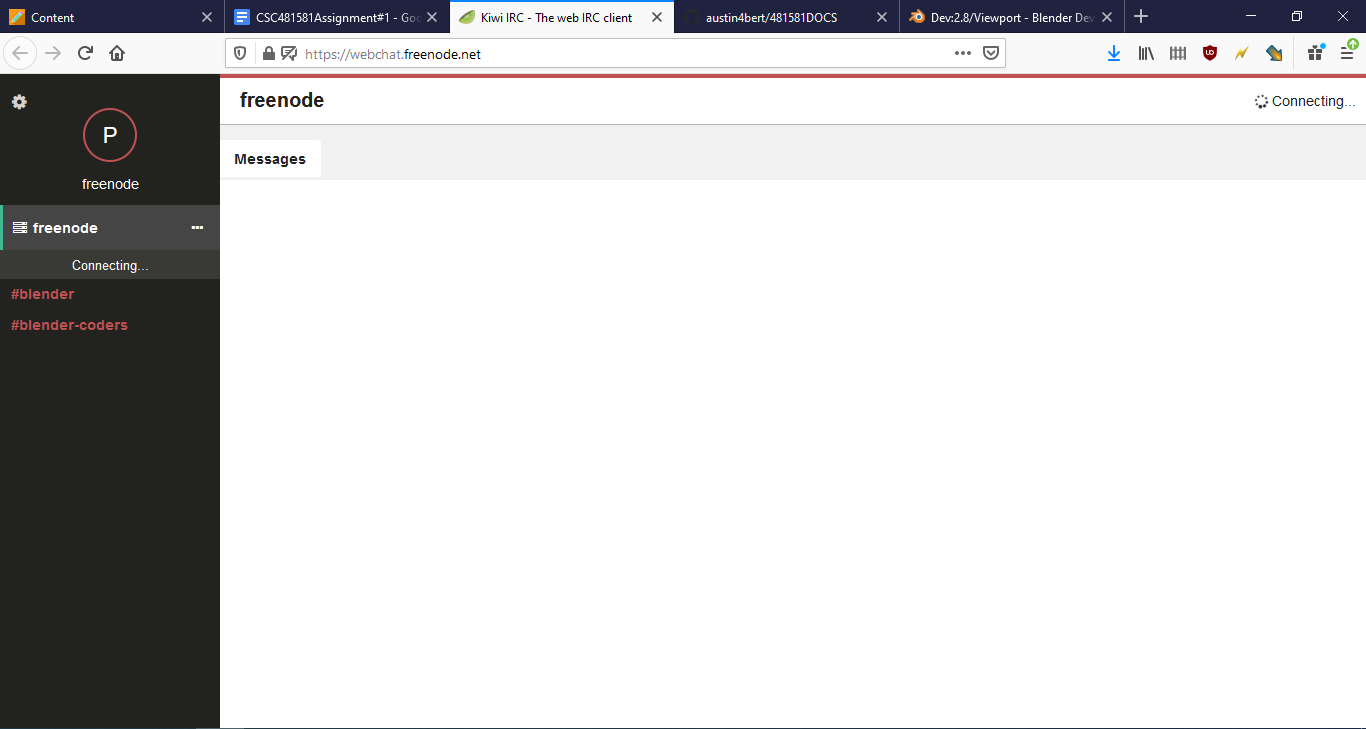 Content
CSC481581Assignment#1 - Goo
Kiwi IRC - The web IRC client
austin4bert/481581DOCS
Dev:2.8/Viewport - Blender Dev
https://webchat.freenode.net
P
freenode
freenode
Connecting…
#blender
#blender-coders
freenode
Connecting…
Messages